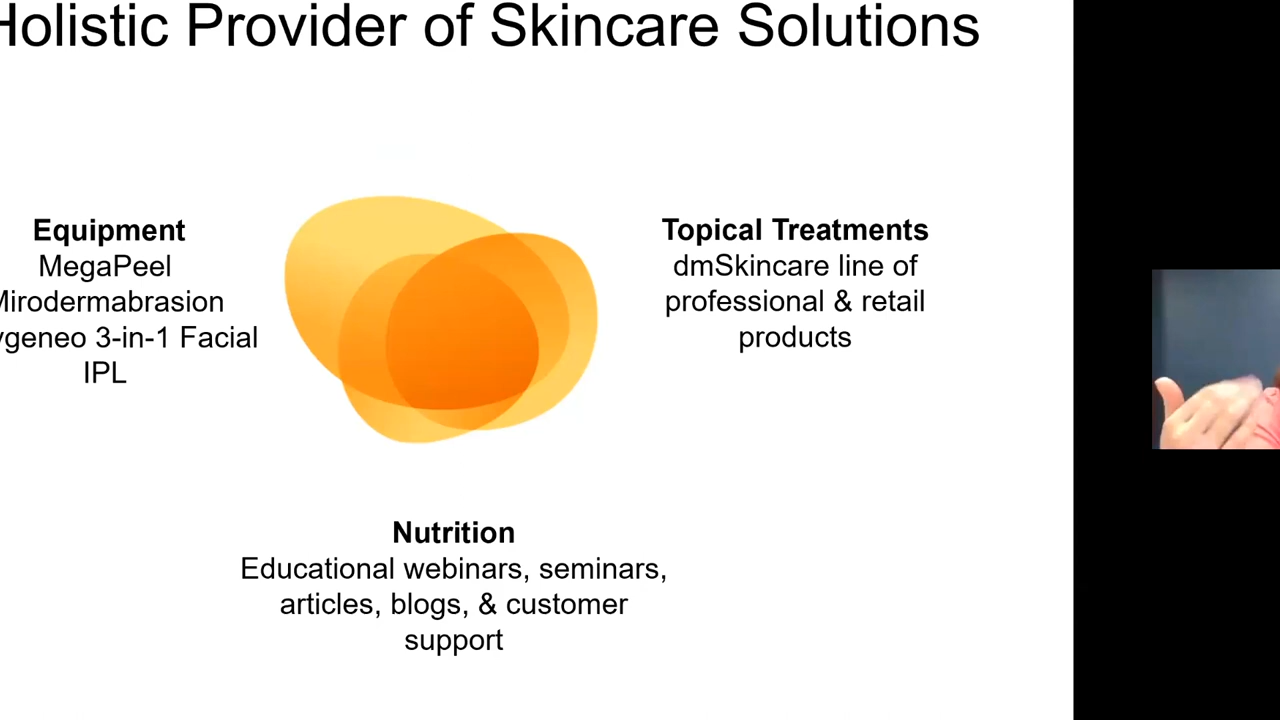 Holistic Provider of Skincare Solutions
Equipment
MegaPeel
Mirodermabrasion
ygeneo 3-in-1 Facial
IPL
Topical Treatments
dmSkincare line of
professional & retail
products
Nutrition
Educational webinars, seminars,
articles, blogs, & customer
support